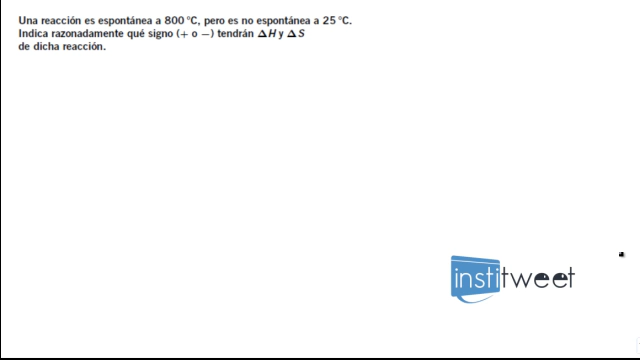 Una reacción es espontánea a 800 °C, pero es no espontánea a 25 °C.
Indica razonadamente qué signo (+ o −) tendrán ΔH y ΔS
de dicha reacción.
institweet